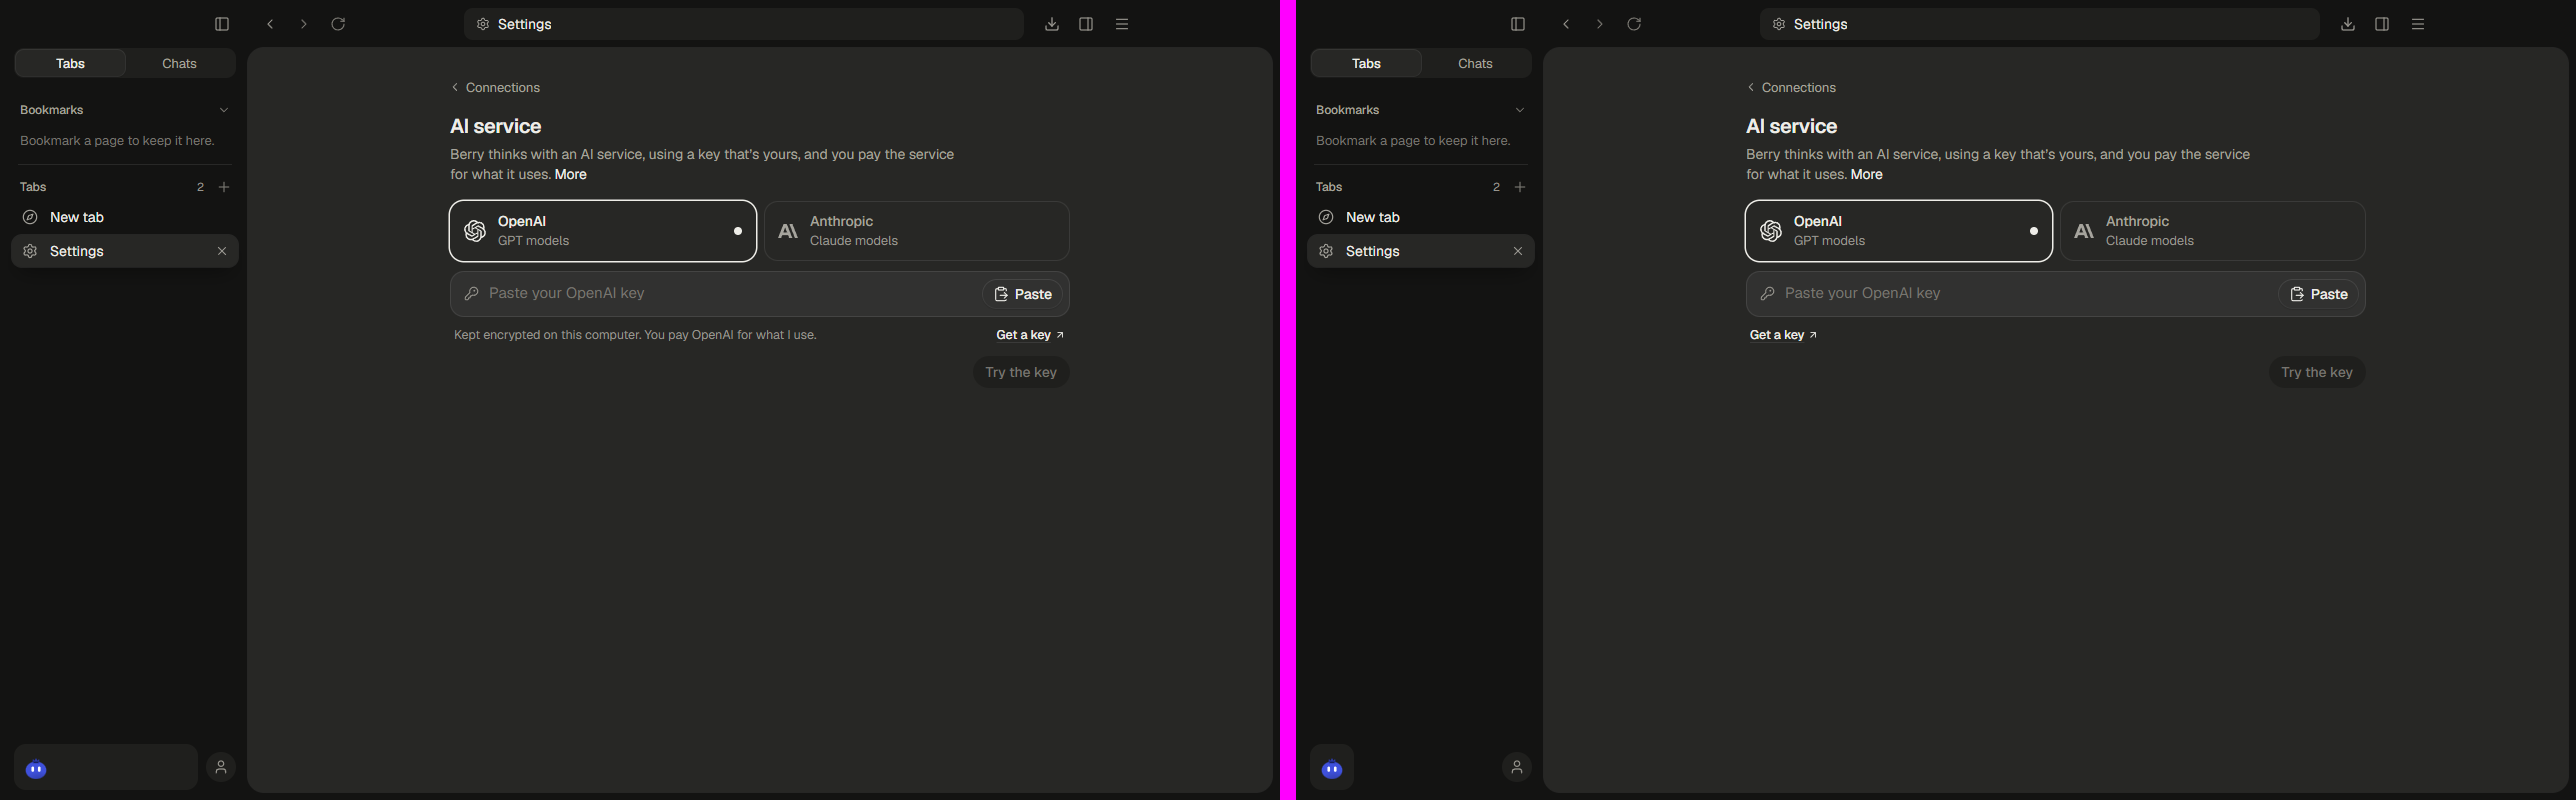 Settings
Tabs
Chats
Bookmarks
Bookmark a page to keep it here.
Tabs 2
New tab
Settings
Connections
AI service
Berry thinks with an AI service, using a key that's yours, and you pay the service
for what it uses. More
OpenAI
GPT models
Anthropic
Claude models
Paste your OpenAI key
Paste
Kept encrypted on this computer. You pay OpenAI for what I use.
Get a key
Try the key
Settings
Tabs
Chats
Bookmarks
Bookmark a page to keep it here.
Tabs 2
New tab
Settings
Connections
AI service
Berry thinks with an AI service, using a key that's yours, and you pay the service
for what it uses. More
OpenAI
GPT models
Anthropic
Claude models
Paste your OpenAI key
Paste
Get a key
Try the key